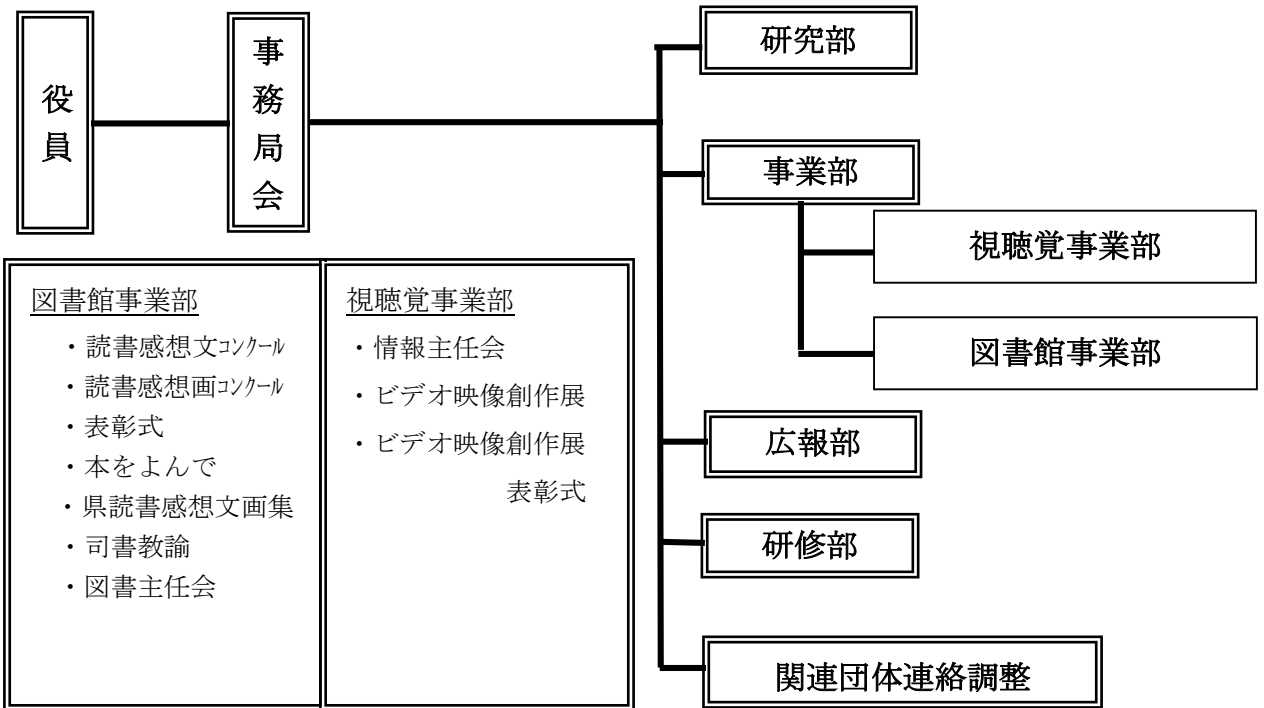 役員
事務局会
研究部
事業部
視聴覚事業部
図書館事業部
広報部
研修部
関連団体連絡調整
図書館事業部
・読書感想文ｺﾝｸｰﾙ
・読書感想画ｺﾝｸｰﾙ
・表彰式
・本をよんで
・県読書感想文画集
・司書教諭
・図書主任会
視聴覚事業部
・情報主任会
・ビデオ映像創作展
・ビデオ映像創作展
表彰式